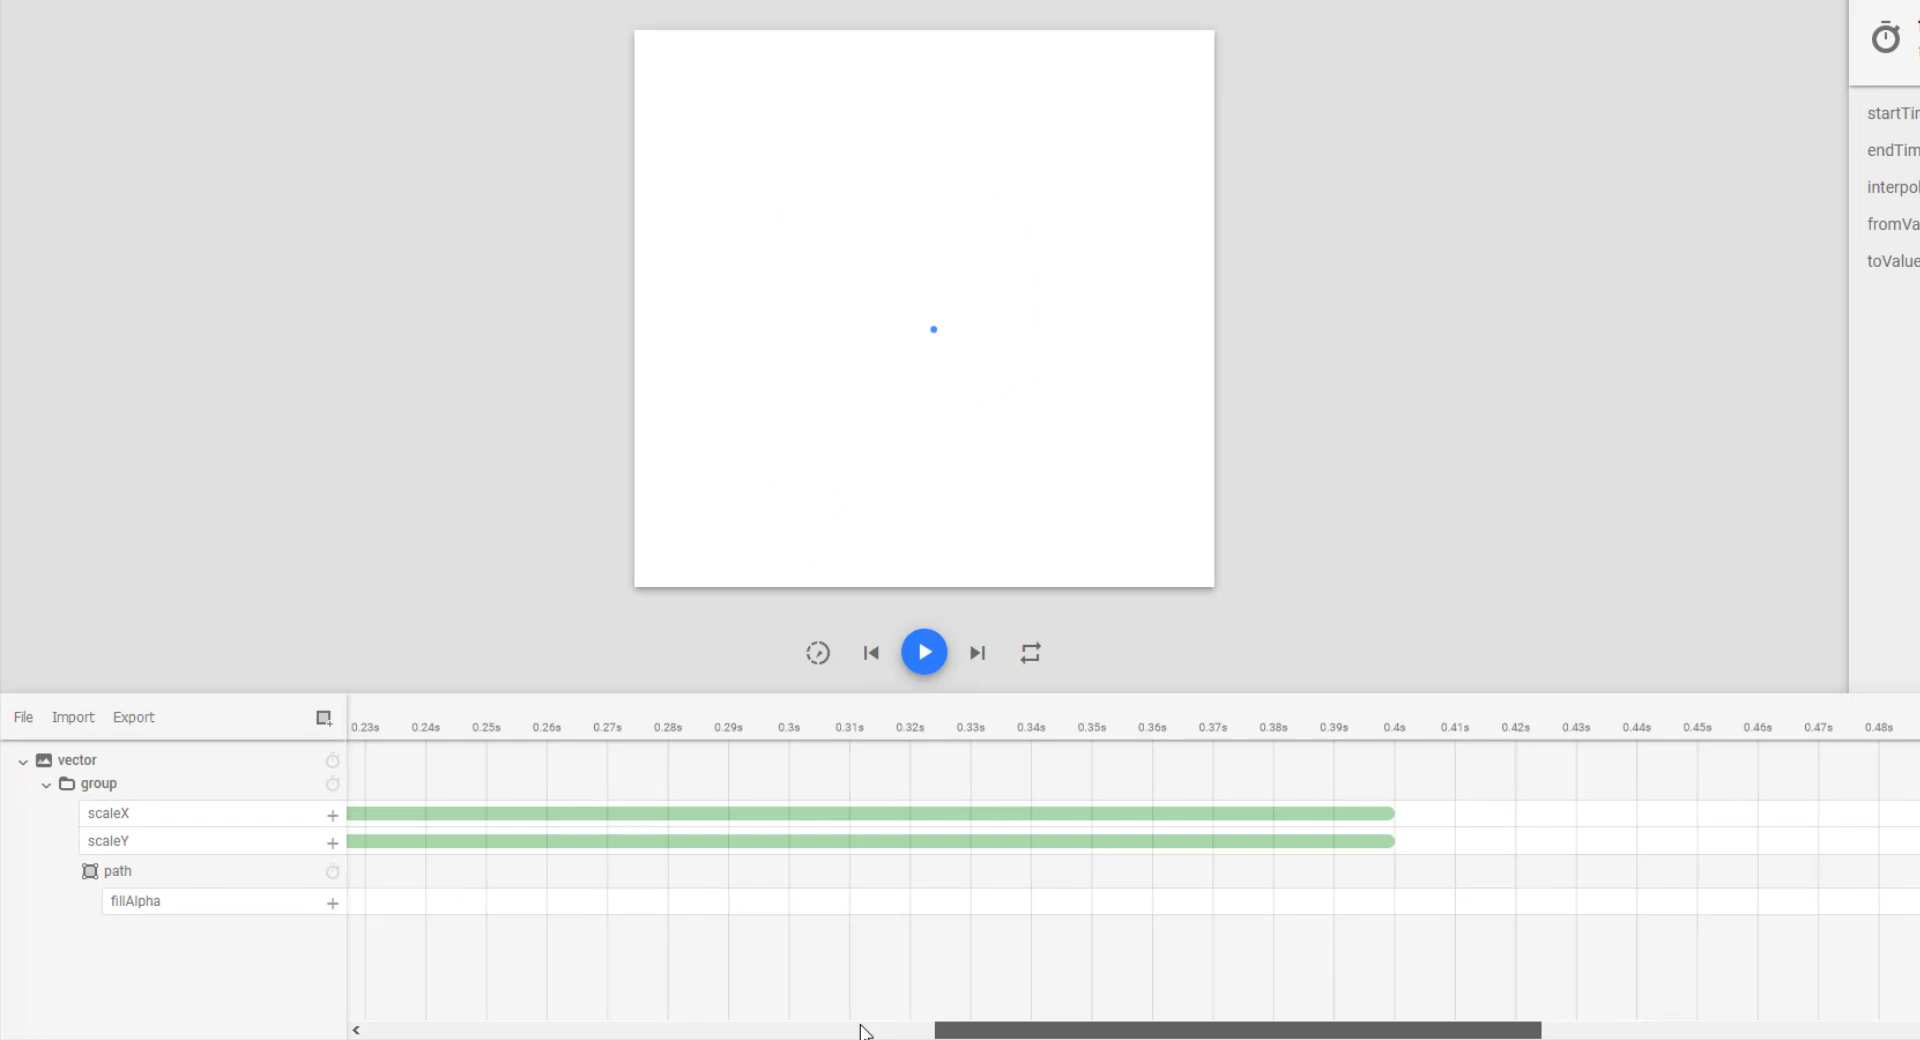 startTim
endTim
interpol
fromVa
toValue
File Import Export
0.23s 0.24s 0.25s 0.26s 0.27s 0.28s 0.29s 0.3s 0.31s 0.32s 0.33s 0.34s 0.35s 0.36s 0.37s 0.38s 0.39s 0.4s 0.41s 0.42s 0.43s 0.44s 0.45s 0.46s 0.47s 0.48s
vector
group
scaleX
scaleY
path
fillAlpha